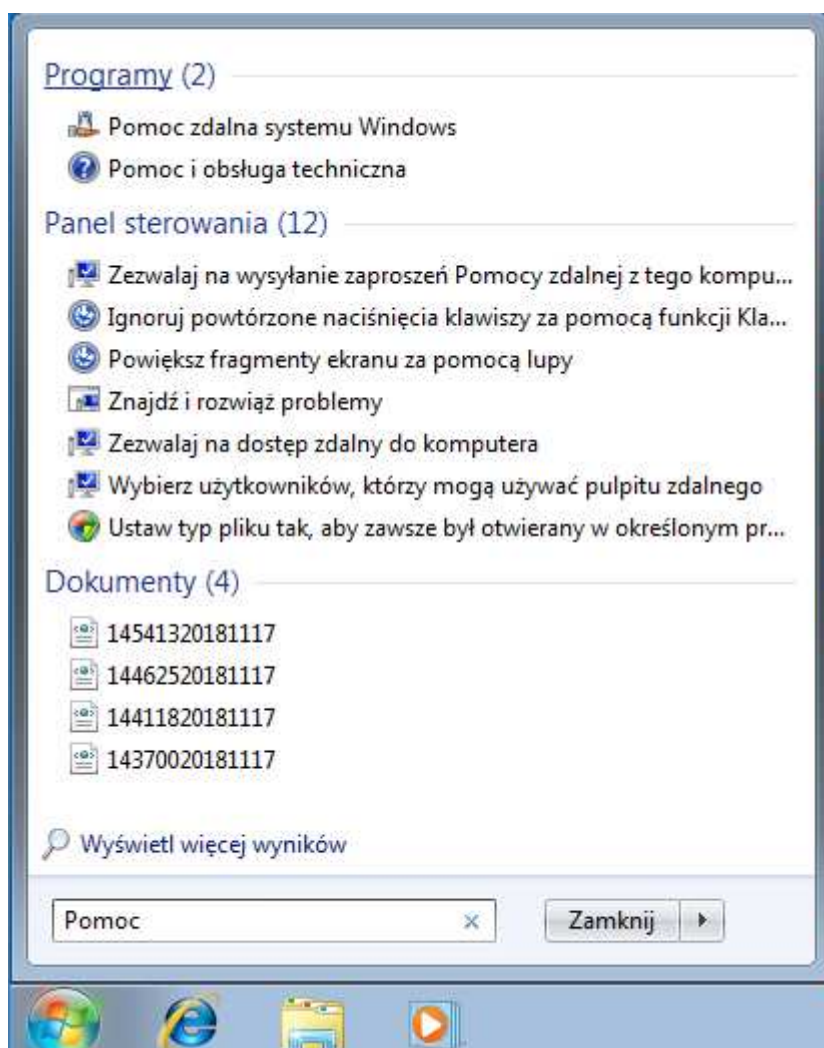 Programy (2)
Pomoc zdalna systemu Windows
Pomoc i obsługa techniczna
Panel sterowania (12)
Zezwalaj na wysyłanie zaproszeń Pomocy zdalnej z tego kompu...
Ignoruj powtórzone naciśnięcia klawiszy za pomocą funkcji Kla...
Powiększ fragmenty ekranu za pomocą lupy
Znajdź i rozwiąż problemy
Zezwalaj na dostęp zdalny do komputera
Wybierz użytkowników, którzy mogą używać pulpitu zdalnego
Ustaw typ pliku tak, aby zawsze był otwierany w określonym pr...
Dokumenty (4)
14541320181117
14462520181117
14411820181117
14370020181117
Wyświetl więcej wyników
Pomoc
Zamknij